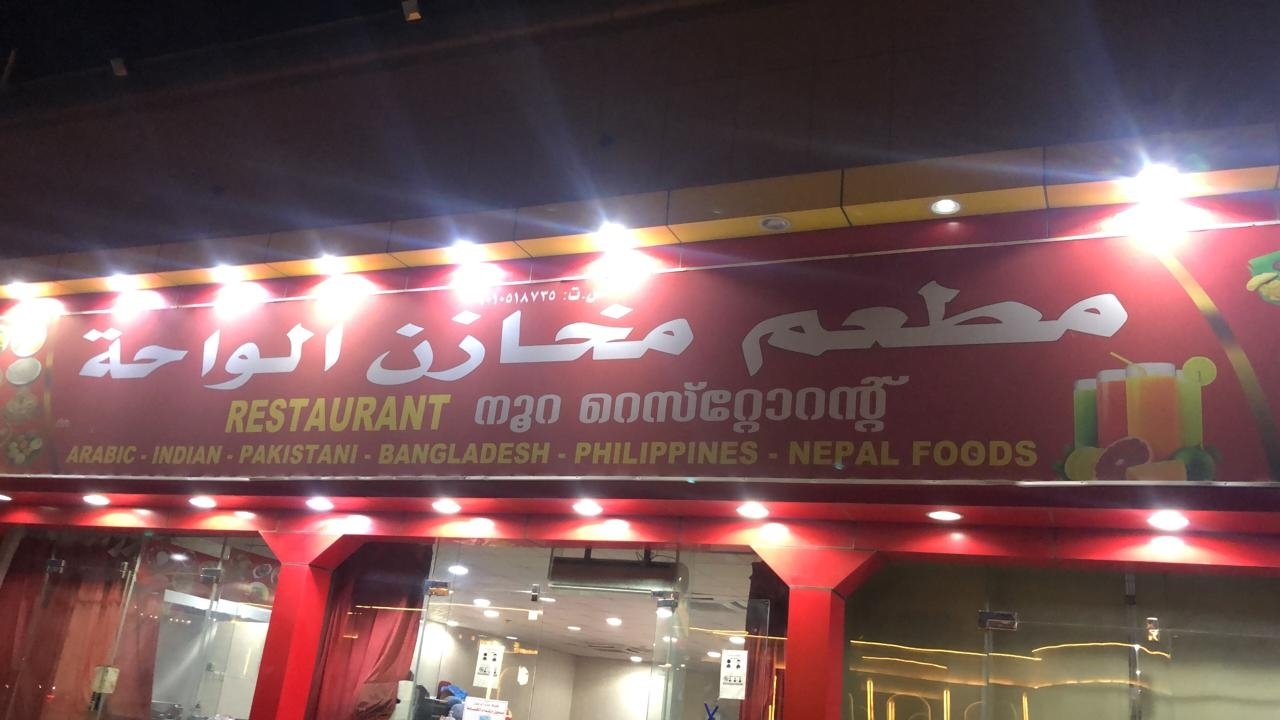 مطعم مخازن الواحة
RESTAURANT നൂറ റെസ്റ്റോറന്റ്
ARABIC - INDIAN - PAKISTANI - BANGLADESH - PHILIPPINES - NEPAL FOODS